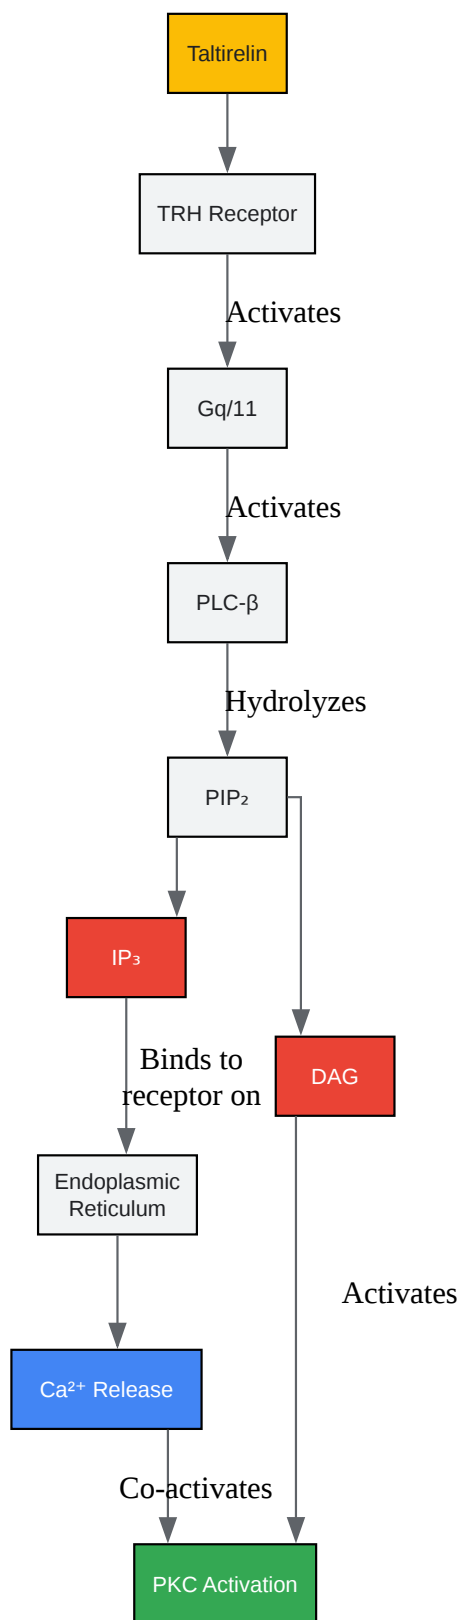 Taltirelin
TRH Receptor
Activates
Gq/11
Activates
PLC-β
Hydrolyzes
PIP₂
IP₃
Binds to
receptor on
DAG
Endoplasmic
Reticulum
Activates
Ca²⁺ Release
Co-activates
PKC Activation